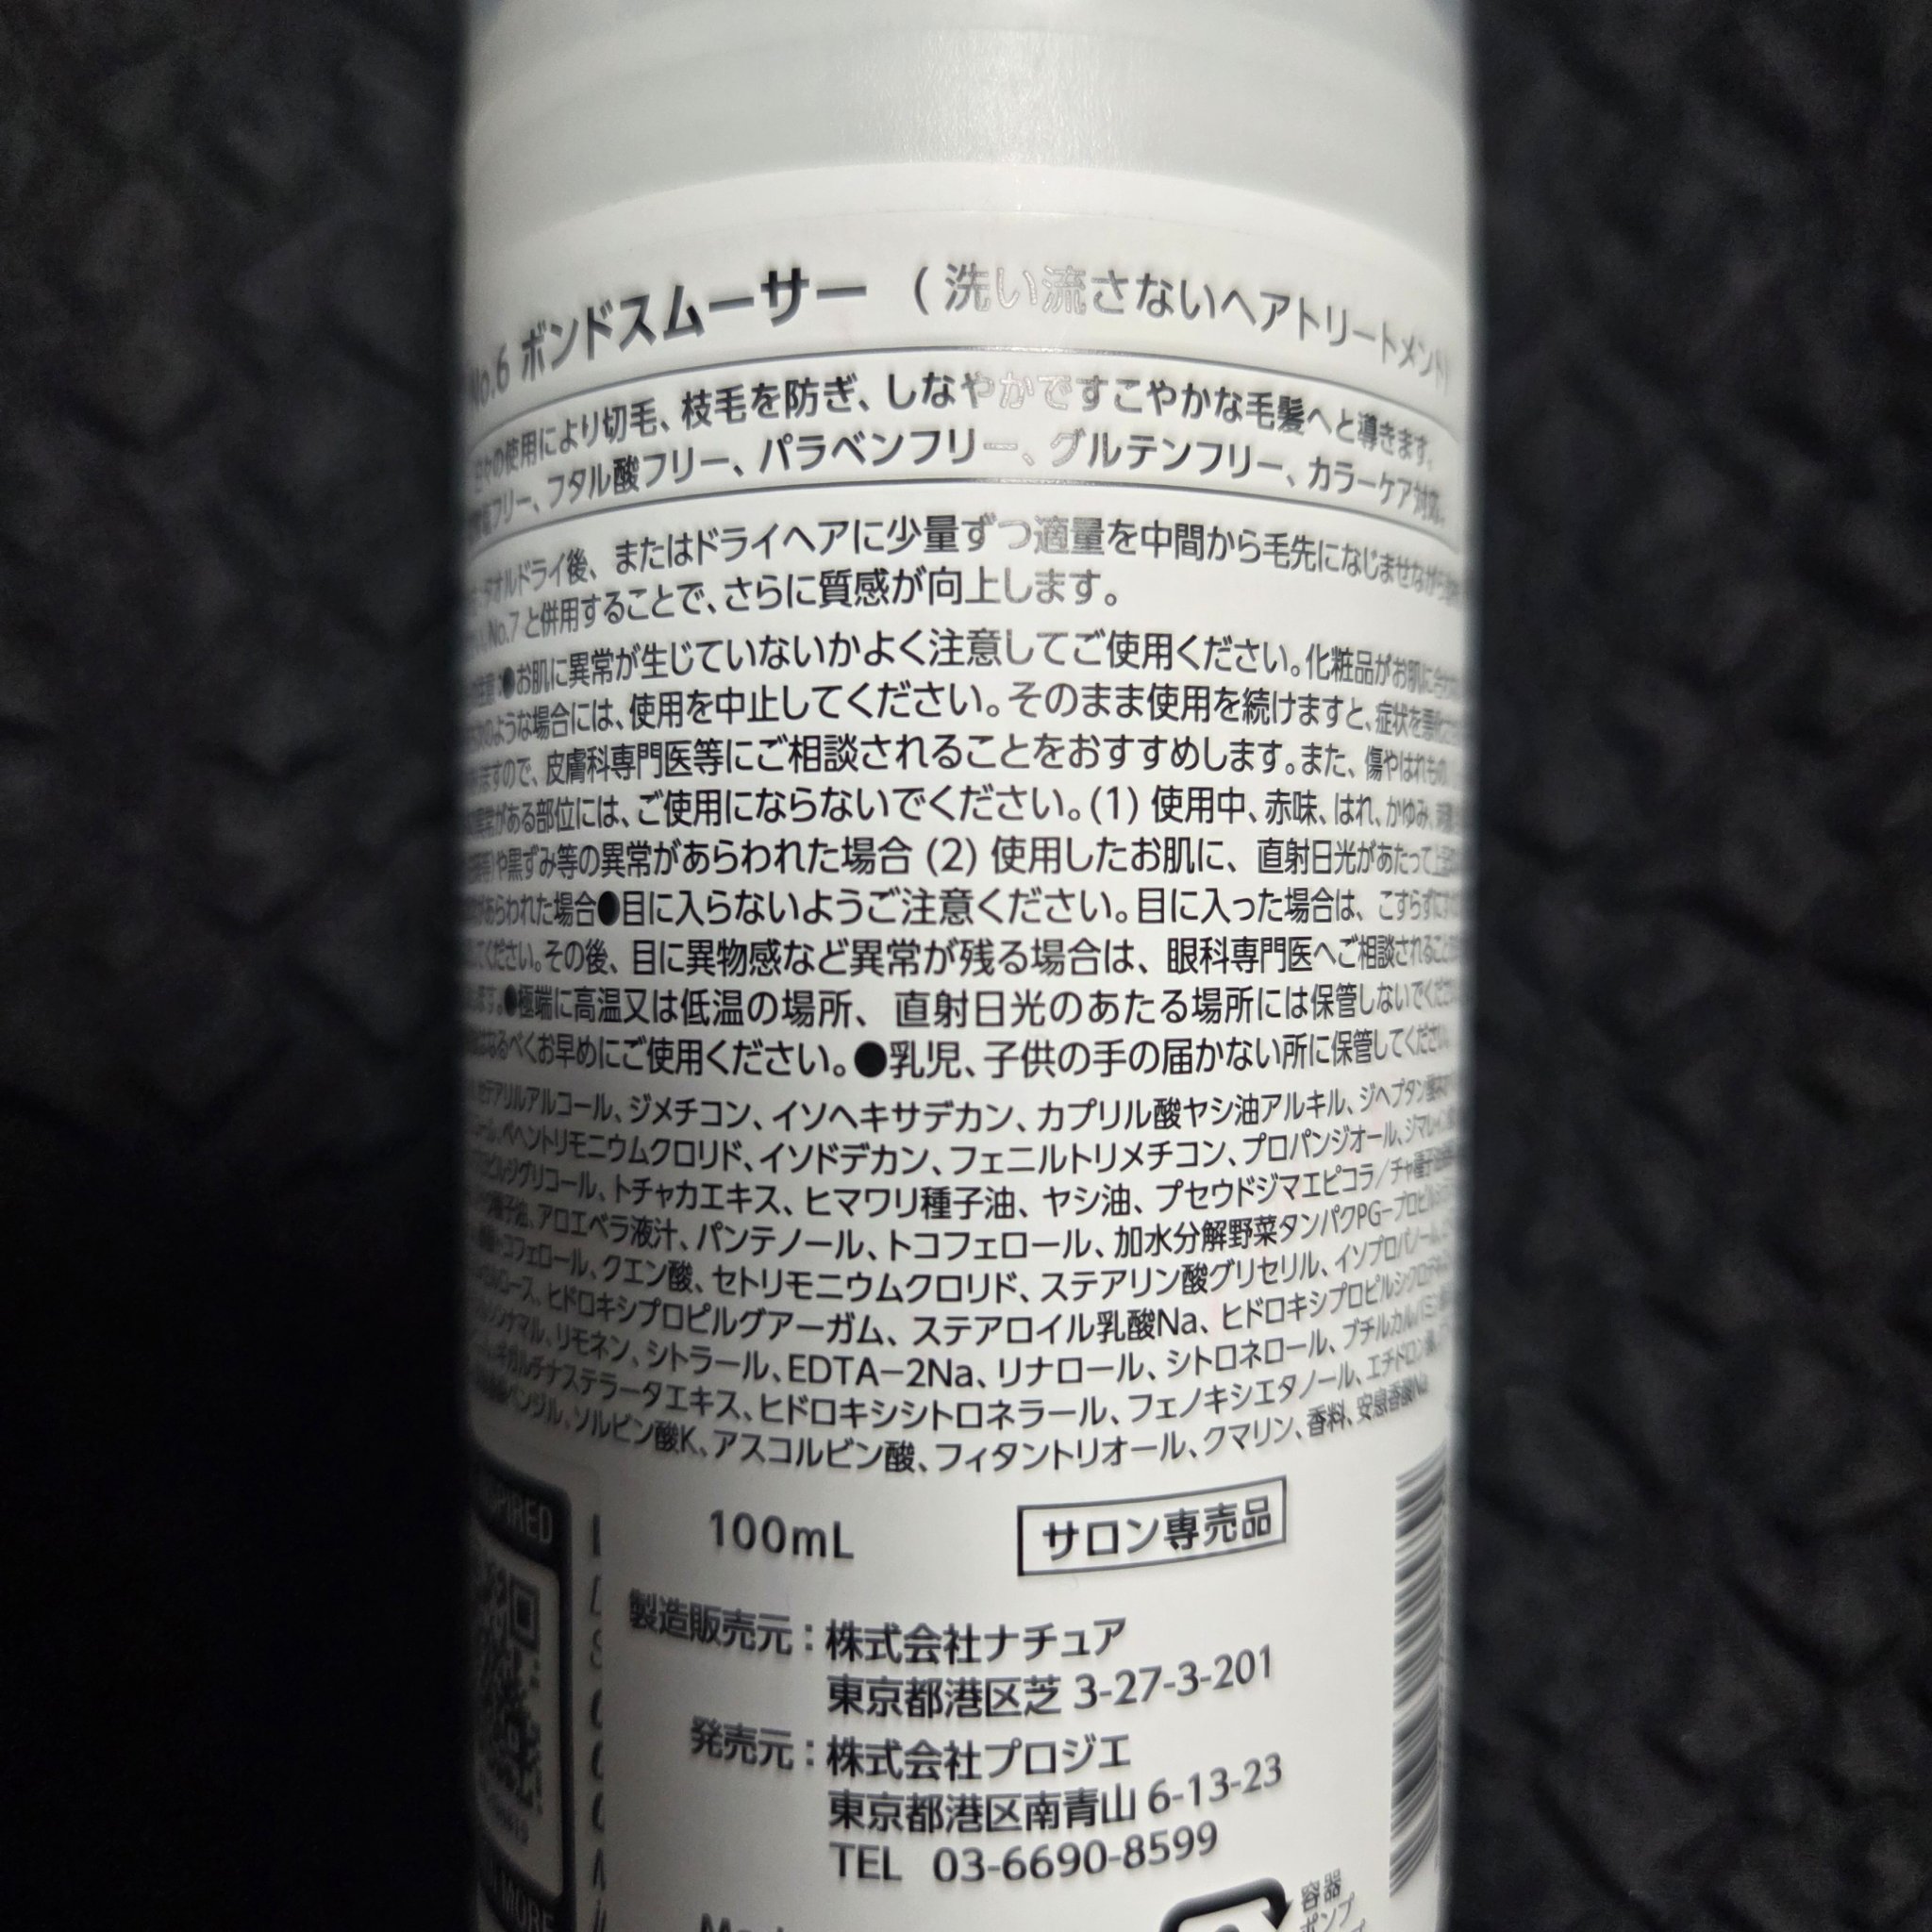 No.6 ボンドスムーサー (洗い流さないヘアトリートメント)
の使用により切毛、枝毛を防ぎ、しなやかですこやかな毛髪へと導きます。
フリー、フタル酸フリー、パラベンフリー、グルテンフリー、カラーケア対応。
タオルドライ後、またはドライヘアに少量ずつ適量を中間から毛先になじませながら
No.7 と併用することで、さらに質感が向上します。
●お肌に異常が生じていないかよく注意してご使用ください。化粧品がお肌に
のような場合には、使用を中止してください。そのまま使用を続けますと、症状を
ますので、皮膚科専門医等にご相談されることをおすすめします。また、傷やはれもの、
がある部位には、ご使用にならないでください。(1) 使用中、赤味、はれ、かゆみ、
や黒ずみ等の異常があらわれた場合 (2) 使用したお肌に、直射日光があたって
があらわれた場合●目に入らないようご注意ください。目に入った場合は、こすらずに
ください。その後、目に異物感など異常が残る場合は、眼科専門医へご相談されること
ます。●極端に高温又は低温の場所、直射日光のあたる場所には保管しないでくださ
なるべくお早めにご使用ください。●乳児、子供の手の届かない所に保管してください。
セテアリルアルコール、ジメチコン、イソヘキサデカン、カプリル酸ヤシ油アルキル、ジヘプタン酸
ベヘントリモニウムクロリド、イソドデカン、フェニルトリメチコン、プロパンジオール、
グリコール、トチャカエキス、ヒマワリ種子油、ヤシ油、プセウドジマエピコラ/チャ種子
種子油、アロエベラ液汁、パンテノール、トコフェロール、加水分解野菜タンパクPG-プロピル
トコフェロール、クエン酸、セトリモニウムクロリド、ステアリン酸グリセリル、イソプロパノール、
ヒドロキシプロピルグアーガム、ステアロイル乳酸Na、ヒドロキシプロピルシクロデキ
リモネン、シトラール、EDTA-2Na、リナロール、シトロネロール、ブチルカルバミ
ギガルチナステラータエキス、ヒドロキシシトロネラール、フェノキシエタノール、エチドロン酸、
ベンジル、ソルビン酸K、アスコルビン酸、フィタントリオール、クマリン、香料、安息香酸Na
100mL
サロン専売品
製造販売元：株式会社ナチュア
東京都港区芝 3-27-3-201
発売元：株式会社プロジエ
東京都港区南青山 6-13-23
TEL 03-6690-8599
容器
ポンプ
MORE